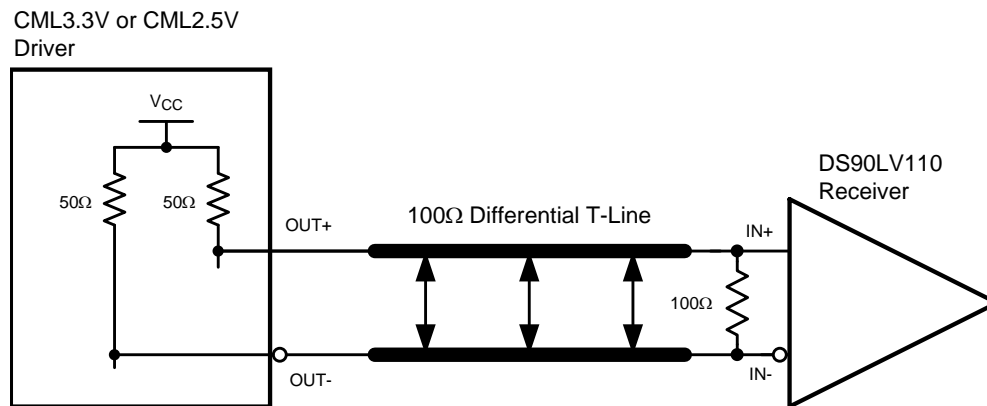 CML3.3V or CML2.5V
Driver
VCC
50Ω
50Ω
OUT+
100Ω Differential T-Line
IN+
DS90LV110
Receiver
100Ω
OUT-
IN-